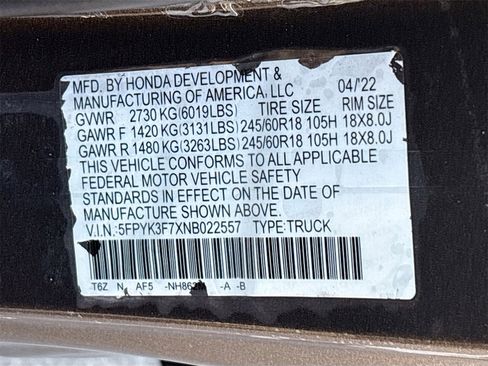 MFD. BY HONDA DEVELOPMENT & 04/'22
MANUFACTURING OF AMERICA, LLC
GVWR 2730 KG(6019LBS) TIRE SIZE RIM SIZE
GAWR F 1420 KG(3131LBS) 245/60R18 105H 18X8.0J
GAWR R 1480 KG(3263LBS) 245/60R18 105H 18X8.0J
THIS VEHICLE CONFORMS TO ALL APPLICABLE
FEDERAL MOTOR VEHICLE SAFETY
STANDARDS IN EFFECT ON THE DATE OF
MANUFACTURE SHOWN ABOVE.
V.I.N.: 5FPYK3F7XNB022557 TYPE: TRUCK
T6Z N AF5 -A -B